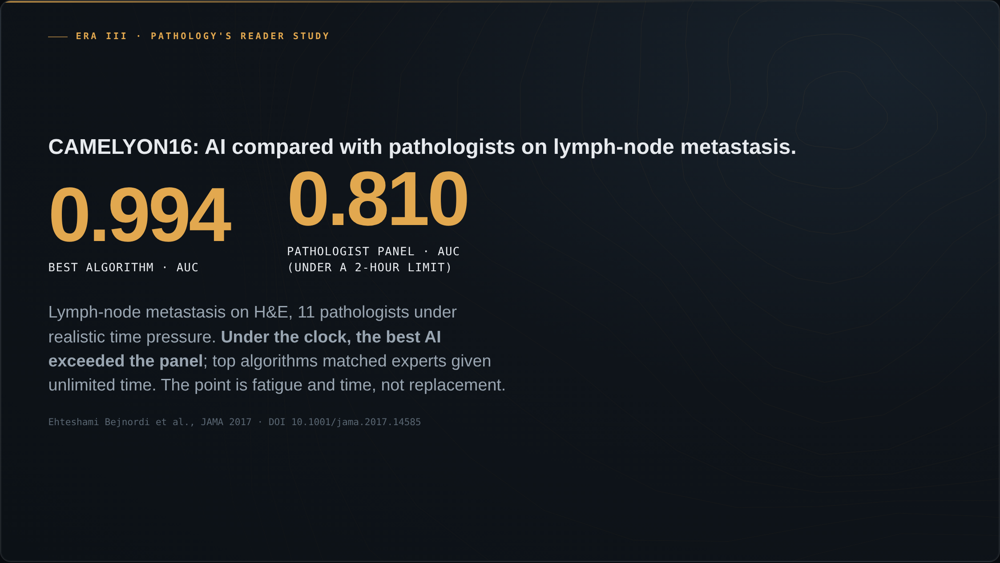 ERA III · PATHOLOGY'S READER STUDY
CAMELYON16: AI compared with pathologists on lymph-node metastasis.
0.994
BEST ALGORITHM · AUC
0.810
PATHOLOGIST PANEL · AUC
(UNDER A 2-HOUR LIMIT)
Lymph-node metastasis on H&E, 11 pathologists under
realistic time pressure. Under the clock, the best AI
exceeded the panel; top algorithms matched experts given
unlimited time. The point is fatigue and time, not replacement.
Ehteshami Bejnordi et al., JAMA 2017 · DOI 10.1001/jama.2017.14585